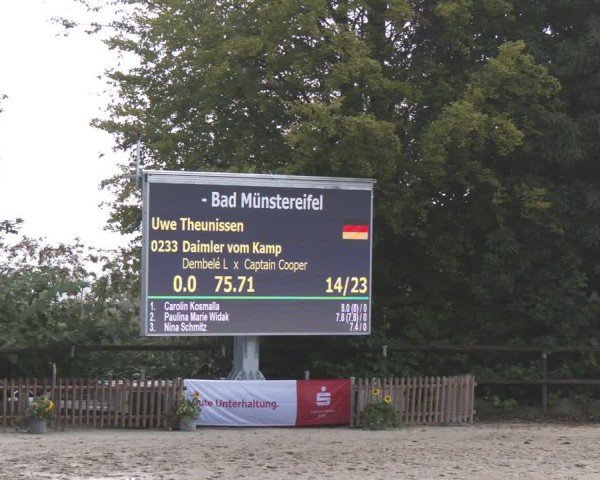 - Bad Münstereifel
Uwe Theunissen
0233 Daimler vom Kamp
Dembelé L x Captain Cooper
0.0 75.71 14/23
1. Carolin Kosmalla 8.0 (8) / 0
2. Paulina Marie Widak 7.8 (7.8) / 0
3. Nina Schmitz 7.4 / 0
ute Unterhaltung.